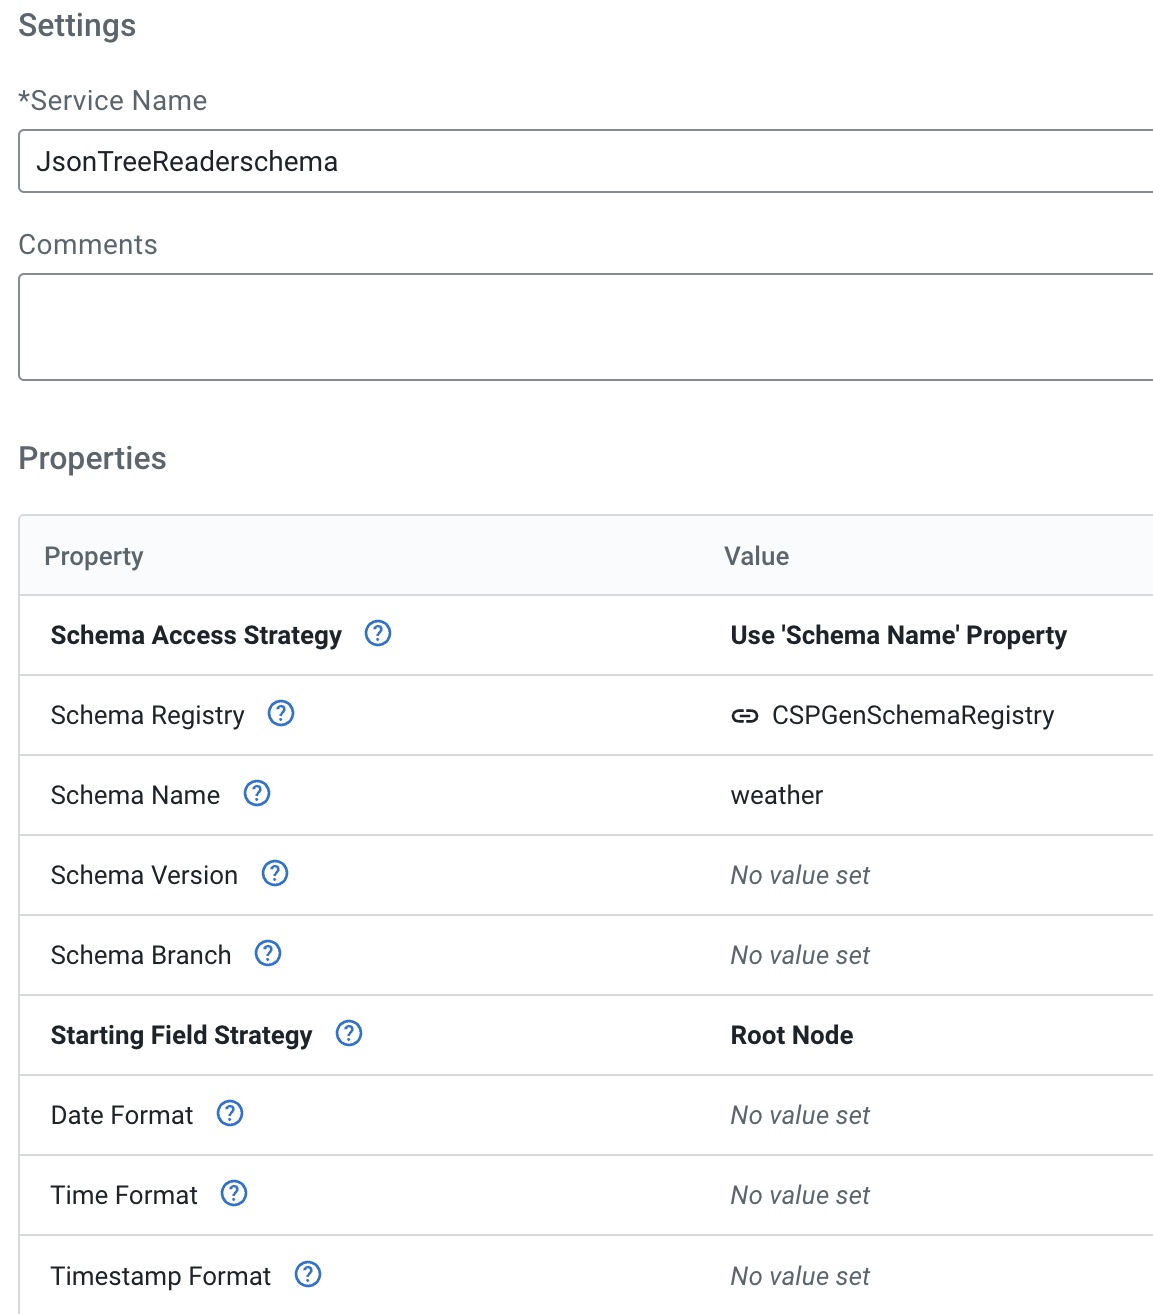 Settings
*Service Name
JsonTreeReaderschema
Comments
Properties
Property Value
Schema Access Strategy Use 'Schema Name' Property
Schema Registry CSPGenSchemaRegistry
Schema Name weather
Schema Version No value set
Schema Branch No value set
Starting Field Strategy Root Node
Date Format No value set
Time Format No value set
Timestamp Format No value set